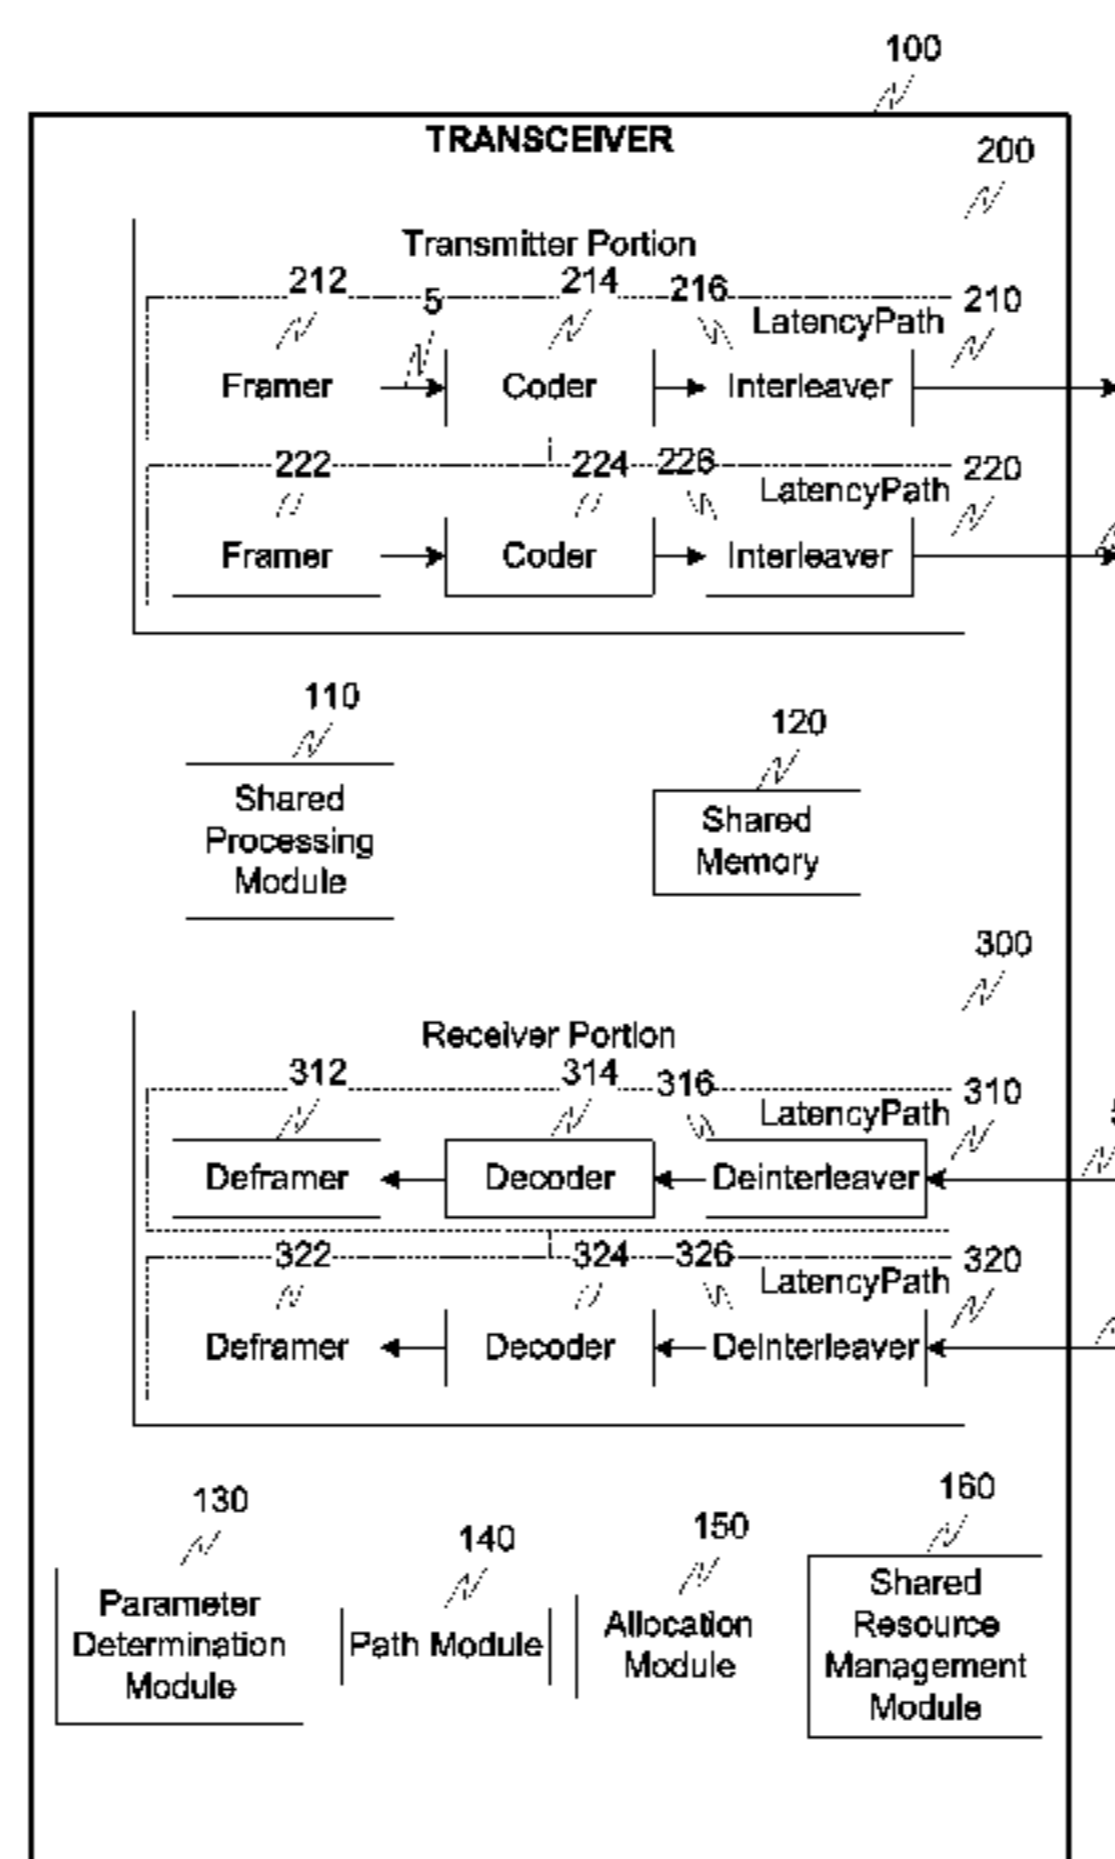 100
TRANSCEIVER
200
Transmitter Portion
212
5
214
216
LatencyPath
210
Framer
Coder
Interleaver
222
224
226
LatencyPath
220
Framer
Coder
Interleaver
110
Shared
Processing
Module
120
Shared
Memory
300
Receiver Portion
312
314
316
LatencyPath
310
Deframer
Decoder
Deinterleaver
322
324
326
LatencyPath
320
Deframer
Decoder
Deinterleaver
130
Parameter
Determination
Module
140
Path Module
150
Allocation
Module
160
Shared
Resource
Management
Module